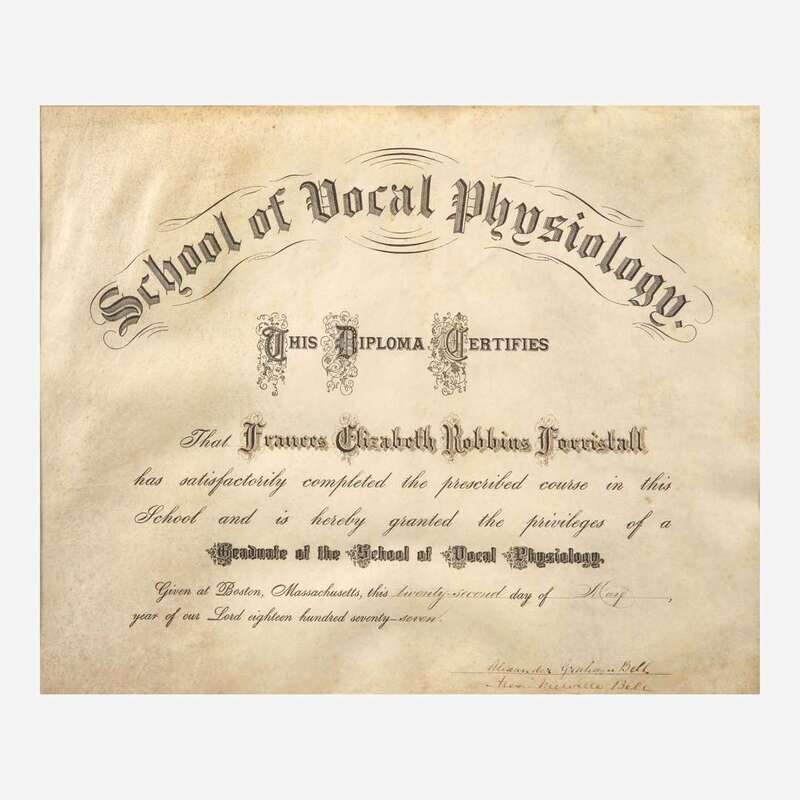 School of Vocal Physiology.
THIS DIPLOMA CERTIFIES
That Frances Elizabeth Robbins Forristall
has satisfactorily completed the prescribed course in this
School and is hereby granted the privileges of a
Graduate of the School of Vocal Physiology.
Given at Boston, Massachusetts, this twenty-second day of May,
year of our Lord eighteen hundred seventy-seven.
Alexander Graham Bell
Melville Bell